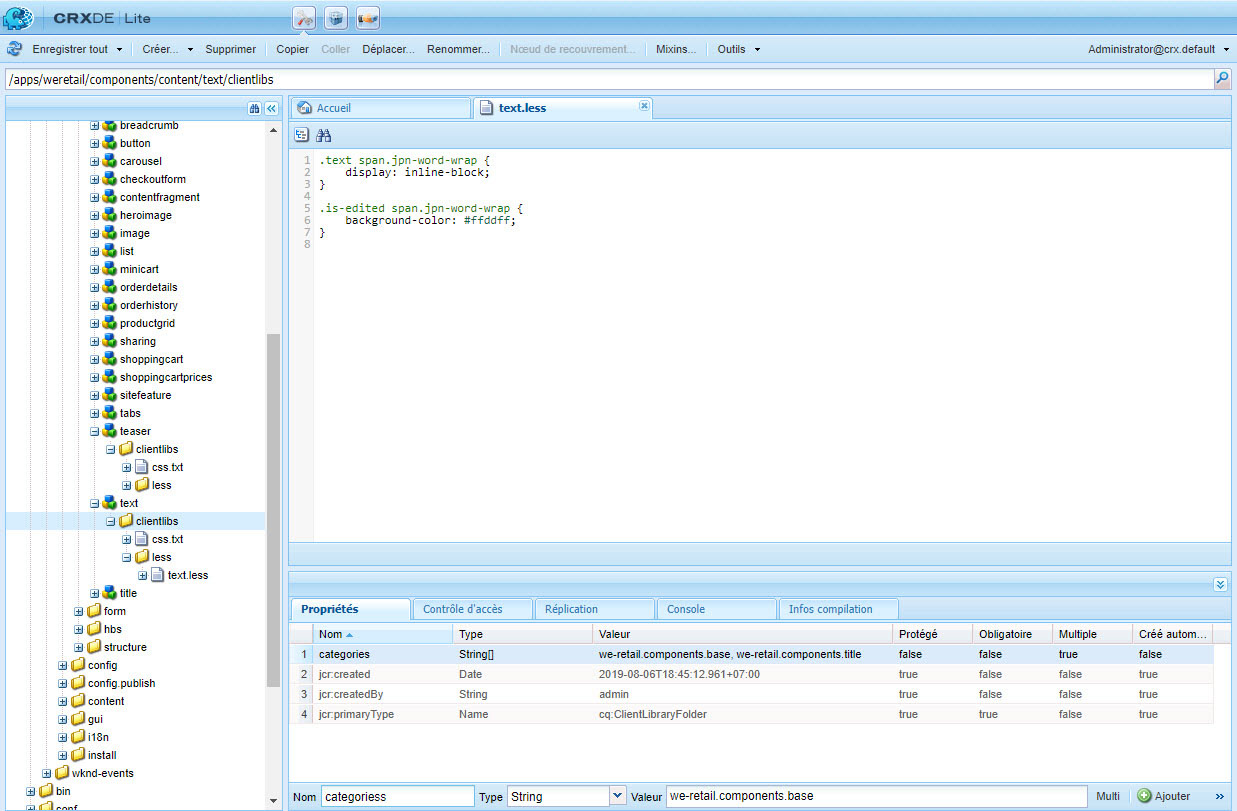 CRXDE | Lite
Enregistrer tout Créer... Supprimer Copier Coller Déplacer... Renommer... Nœud de recouvrement... Mixins... Outils Administrator@crx.default
/apps/weretail/components/content/text/clientlibs
breadcrumb
button
carousel
checkoutform
contentfragment
heroimage
image
list
minicart
orderdetails
orderhistory
productgrid
sharing
shoppingcart
shoppingcartprices
sitefeature
tabs
teaser
clientlibs
css.txt
less
text
clientlibs
css.txt
less
text.less
title
form
hbs
structure
config
config.publish
content
gui
i18n
install
wknd-events
bin
conf
Accueil text.less
1 .text span.jpn-word-wrap {
2 display: inline-block;
3 }
4
5 .is-edited span.jpn-word-wrap {
6 background-color: #ffddff;
7 }
8
Propriétés Contrôle d'accès Réplication Console Infos compilation
Nom Type Valeur Protégé Obligatoire Multiple Créé autom...
1 categories String[] we-retail.components.base, we-retail.components.title false false true false
2 jcr:created Date 2019-08-06T18:45:12.961+07:00 true false false true
3 jcr:createdBy String admin true false false true
4 jcr:primaryType Name cq:ClientLibraryFolder true true false true
Nom categoriess Type String Valeur we-retail.components.base Multi Ajouter »